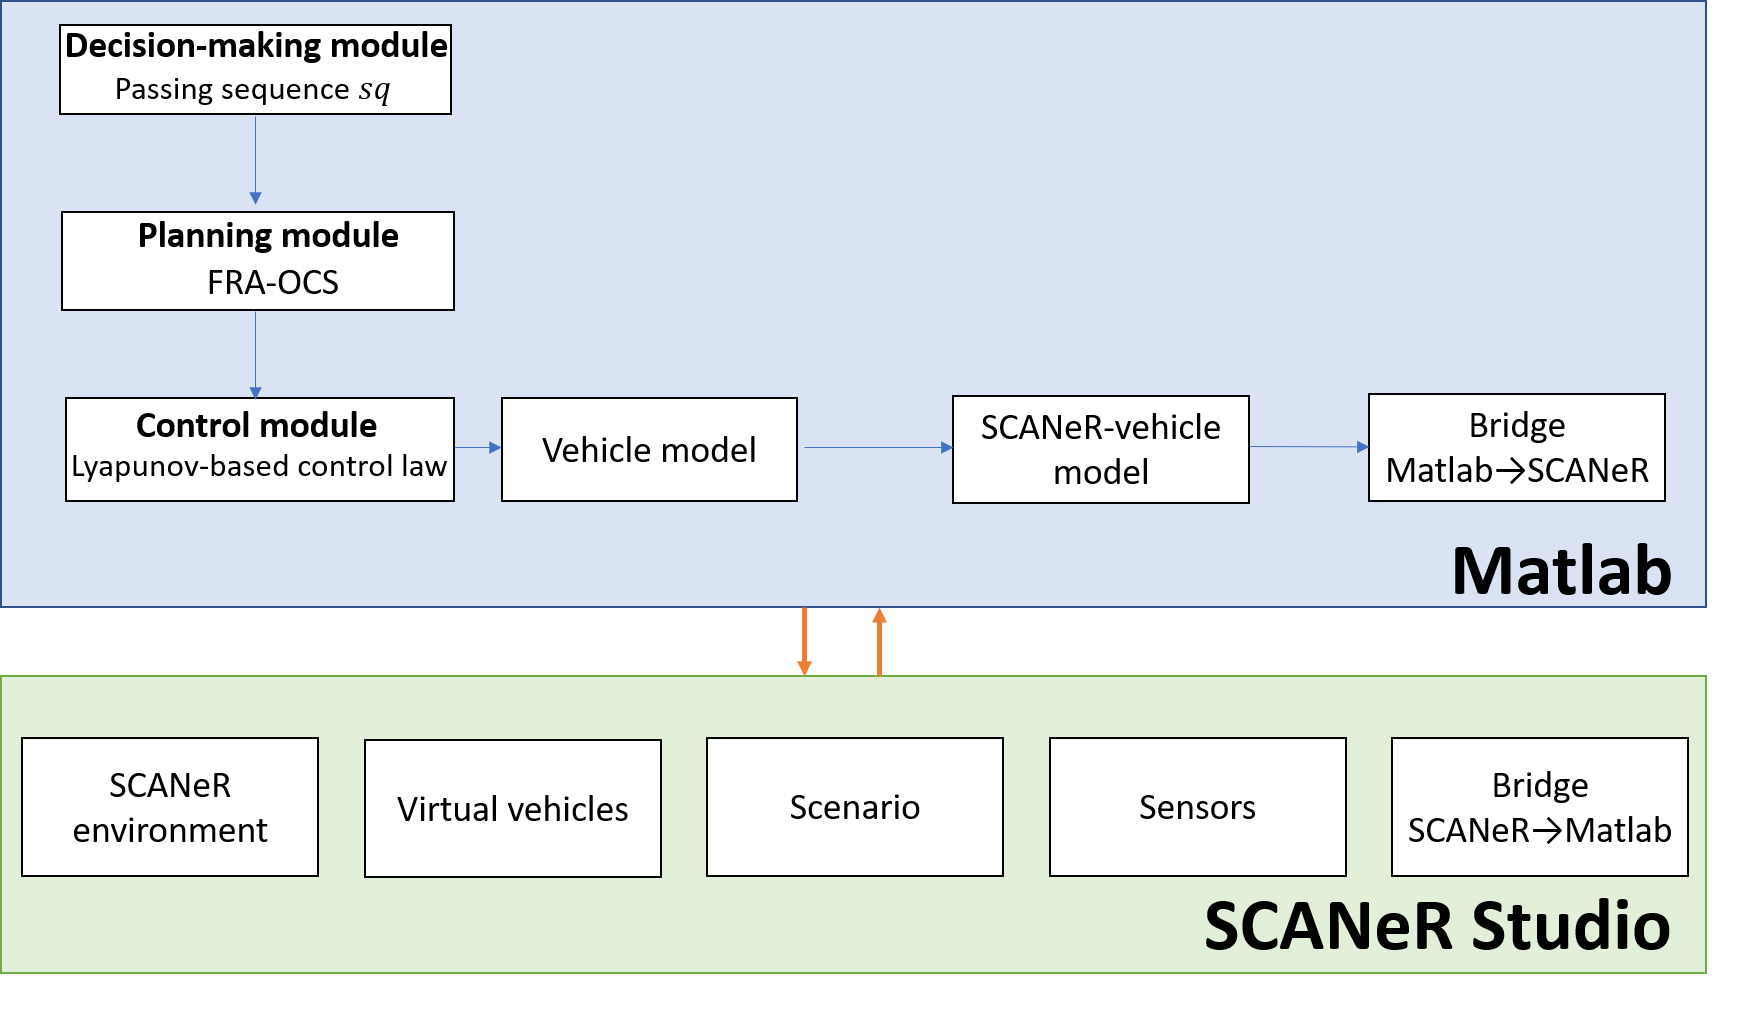 Decision-making module
Passing sequence sq
Planning module
FRA-OCS
Control module
Lyapunov-based control law
Vehicle model
SCANeR-vehicle
model
Bridge
Matlab→SCANeR
Matlab
SCANeR
environment
Virtual vehicles
Scenario
Sensors
Bridge
SCANeR→Matlab
SCANeR Studio